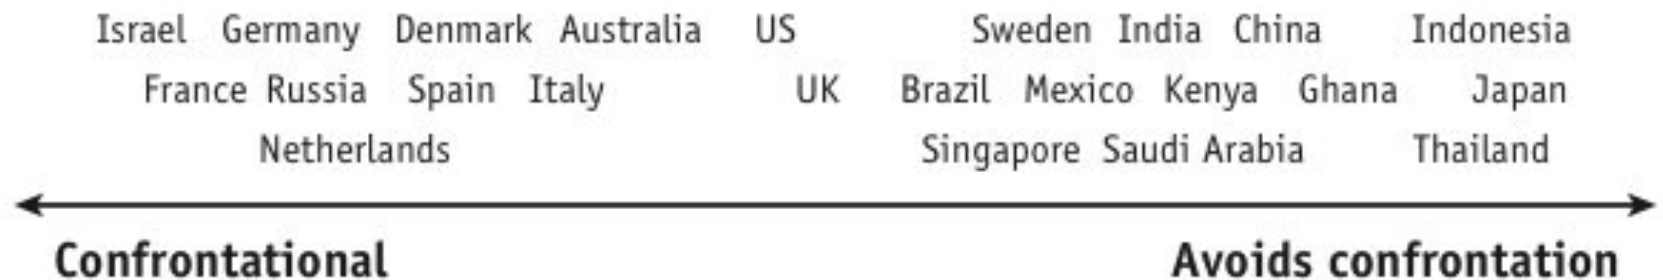 Israel Germany Denmark Australia US Sweden India China Indonesia
France Russia Spain Italy UK Brazil Mexico Kenya Ghana Japan
Netherlands Singapore Saudi Arabia Thailand
Confrontational Avoids confrontation